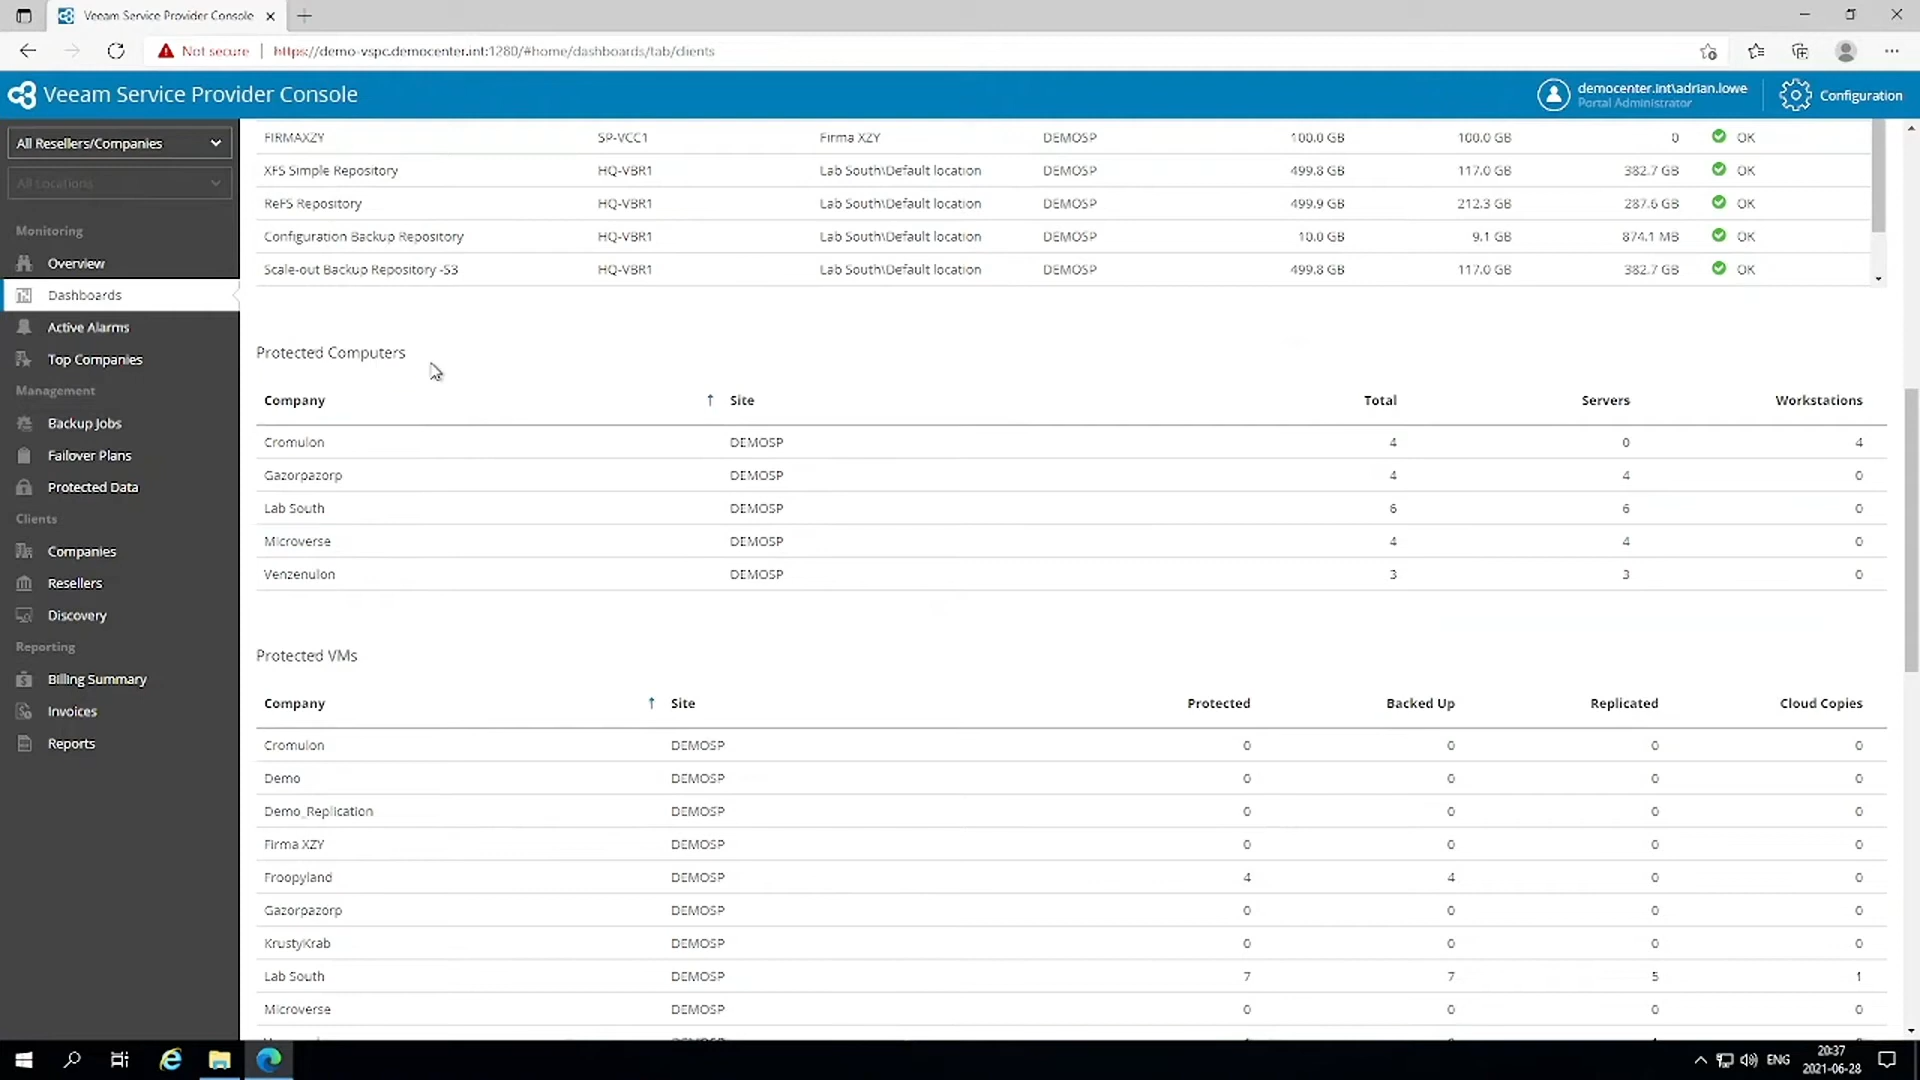 Veeam Service Provider Console
Not secure | https://demo-vspc.democenter.int:1280/#home/dashboards/tab/clients
Veeam Service Provider Console
democenter.int\adrian.lowe
Portal Administrator
Configuration
All Resellers/Companies
All Locations
Monitoring
Overview
Dashboards
Active Alarms
Top Companies
Management
Backup Jobs
Failover Plans
Protected Data
Clients
Companies
Resellers
Discovery
Reporting
Billing Summary
Invoices
Reports
FIRMAXZY SP-VCC1 Firma XZY DEMOSP 100.0 GB 100.0 GB 0 OK
XFS Simple Repository HQ-VBR1 Lab South\Default location DEMOSP 499.8 GB 117.0 GB 382.7 GB OK
ReFS Repository HQ-VBR1 Lab South\Default location DEMOSP 499.9 GB 212.3 GB 287.6 GB OK
Configuration Backup Repository HQ-VBR1 Lab South\Default location DEMOSP 10.0 GB 9.1 GB 874.1 MB OK
Scale-out Backup Repository -S3 HQ-VBR1 Lab South\Default location DEMOSP 499.8 GB 117.0 GB 382.7 GB OK
Protected Computers
Company ↑ Site Total Servers Workstations
Cromulon DEMOSP 4 0 4
Gazorpazorp DEMOSP 4 4 0
Lab South DEMOSP 6 6 0
Microverse DEMOSP 4 4 0
Venzenulon DEMOSP 3 3 0
Protected VMs
Company ↑ Site Protected Backed Up Replicated Cloud Copies
Cromulon DEMOSP 0 0 0 0
Demo DEMOSP 0 0 0 0
Demo_Replication DEMOSP 0 0 0 0
Firma XZY DEMOSP 0 0 0 0
Froopyland DEMOSP 4 4 0 0
Gazorpazorp DEMOSP 0 0 0 0
KrustyKrab DEMOSP 0 0 0 0
Lab South DEMOSP 7 7 5 1
Microverse DEMOSP 0 0 0 0
ENG
20:37
2021-06-28